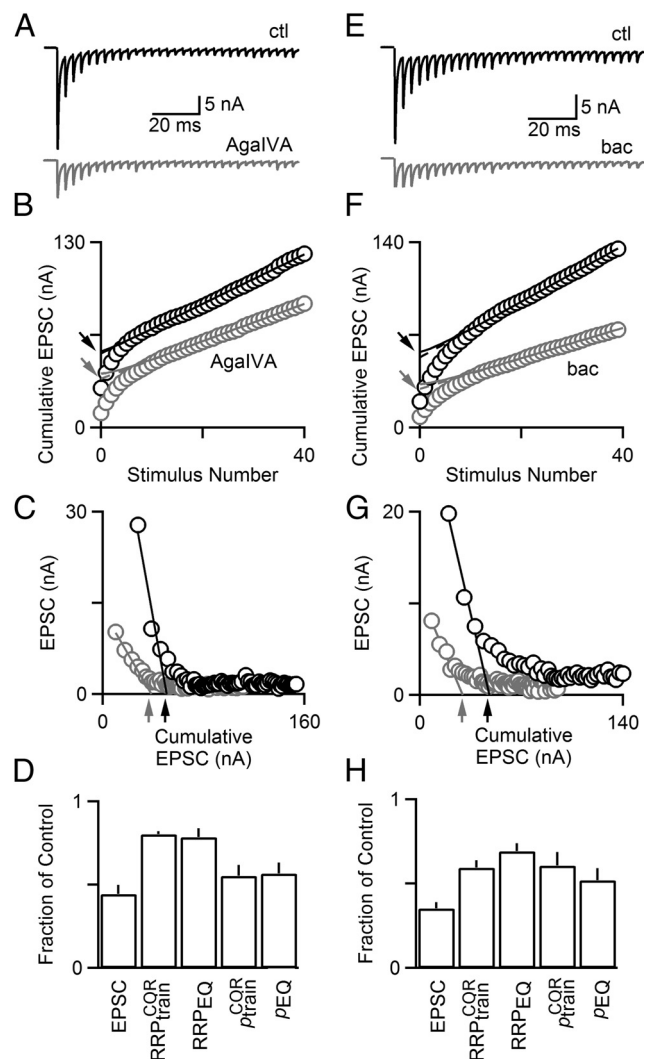 A
ctl
5 nA
20 ms
AgaIVA
E
ctl
5 nA
20 ms
bac
B
130
Cumulative EPSC (nA)
0
AgaIVA
0
40
Stimulus Number
F
140
Cumulative EPSC (nA)
0
bac
0
40
Stimulus Number
C
30
EPSC (nA)
0
0
160
Cumulative
EPSC (nA)
G
20
EPSC (nA)
0
0
140
Cumulative
EPSC (nA)
D
1
Fraction of Control
0
EPSC
RRP COR train
RRP EQ
p COR train
p EQ
H
1
Fraction of Control
0
EPSC
RRP COR train
RRP EQ
p COR train
p EQ